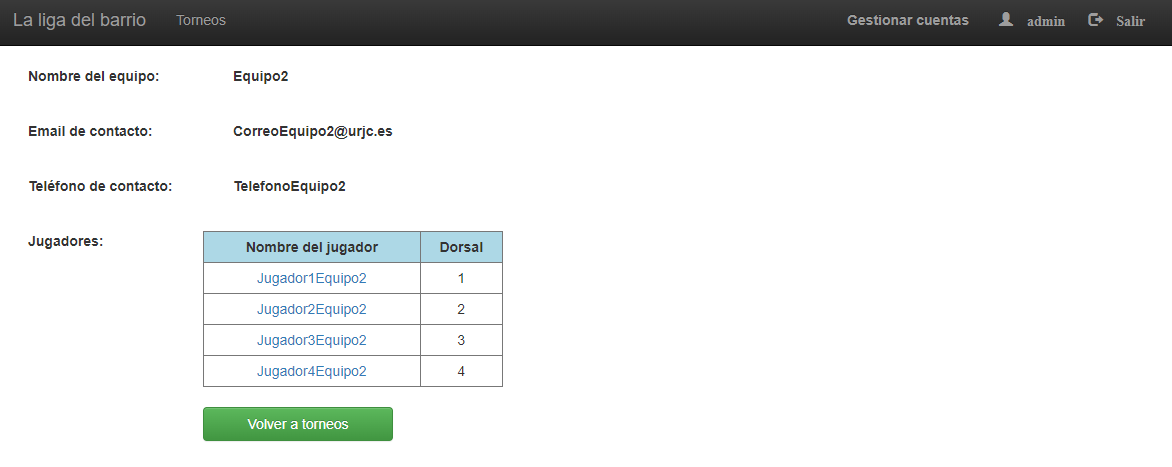 La liga del barrio Torneos Gestionar cuentas admin Salir
Nombre del equipo: Equipo2
Email de contacto: CorreoEquipo2@urjc.es
Teléfono de contacto: TelefonoEquipo2
Jugadores:
Nombre del jugador Dorsal
Jugador1Equipo2 1
Jugador2Equipo2 2
Jugador3Equipo2 3
Jugador4Equipo2 4
Volver a torneos